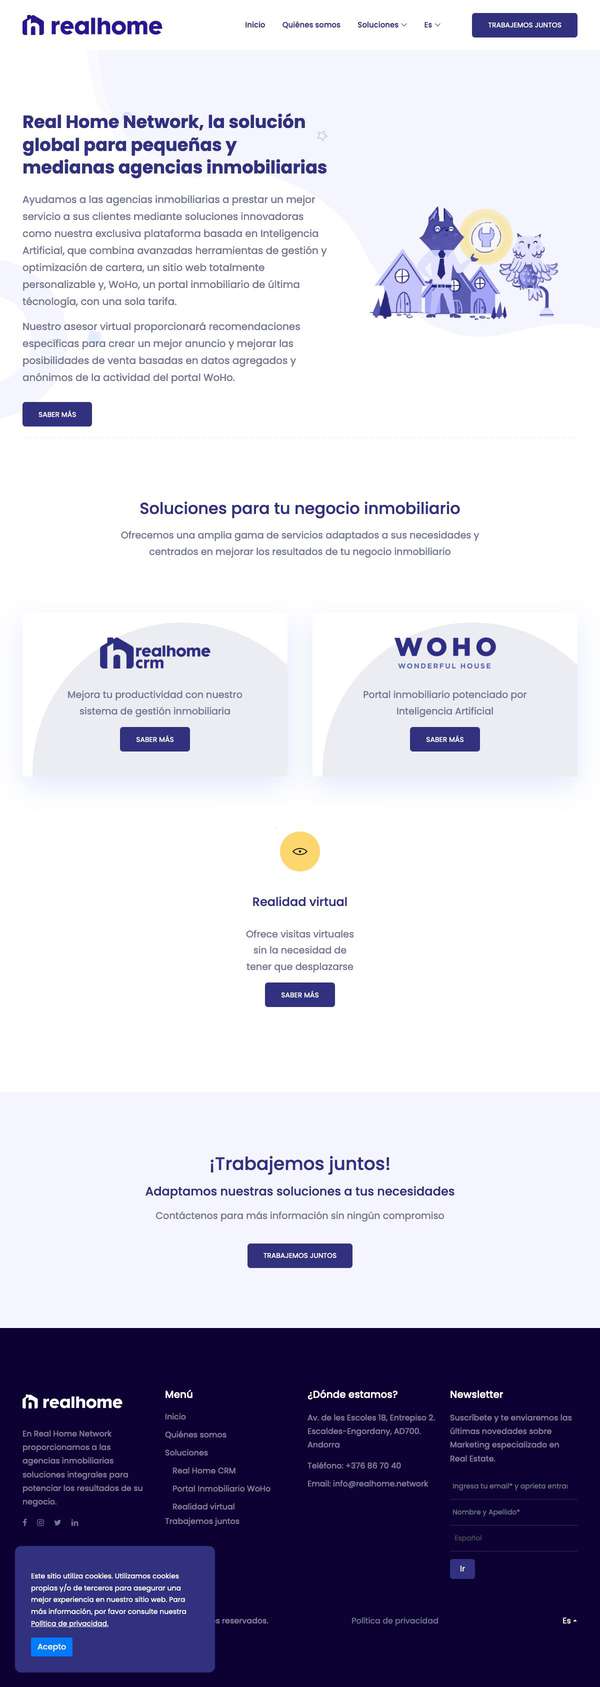 realhome
Inicio
Quiénes somos
Soluciones
Es
TRABAJEMOS JUNTOS
Real Home Network, la solución
global para pequeñas y
medianas agencias inmobiliarias
Ayudamos a las agencias inmobiliarias a prestar un mejor
servicio a sus clientes mediante soluciones innovadoras
como nuestra exclusiva plataforma basada en Inteligencia
Artificial, que combina avanzadas herramientas de gestión y
optimización de cartera, un sitio web totalmente
personalizable y, WoHo, un portal inmobiliario de última
técnología, con una sola tarifa.
Nuestro asesor virtual proporcionará recomendaciones
específicas para crear un mejor anuncio y mejorar las
posibilidades de venta basadas en datos agregados y
anónimos de la actividad del portal WoHo.
SABER MÁS
Soluciones para tu negocio inmobiliario
Ofrecemos una amplia gama de servicios adaptados a sus necesidades y
centrados en mejorar los resultados de tu negocio inmobiliario
realhome
crm
Mejora tu productividad con nuestro
sistema de gestión inmobiliaria
SABER MÁS
WOHO
WONDERFUL HOUSE
Portal inmobiliario potenciado por
Inteligencia Artificial
SABER MÁS
Realidad virtual
Ofrece visitas virtuales
sin la necesidad de
tener que desplazarse
SABER MÁS
¡Trabajemos juntos!
Adaptamos nuestras soluciones a tus necesidades
Contáctenos para más información sin ningún compromiso
TRABAJEMOS JUNTOS
realhome
En Real Home Network
proporcionamos a las
agencias inmobiliarias
soluciones integrales para
potenciar los resultados de su
negocio.
Menú
Inicio
Quiénes somos
Soluciones
Real Home CRM
Portal Inmobiliario WoHo
Realidad virtual
Trabajemos juntos
¿Dónde estamos?
Av. de les Escoles 18, Entrepiso 2.
Escaldes-Engordany, AD700.
Andorra
Teléfono: +376 86 70 40
Email: info@realhome.network
Newsletter
Suscríbete y te enviaremos las
últimas novedades sobre
Marketing especializado en
Real Estate.
Ingresa tu email* y aprieta entra
Nombre y Apellido*
Español
Ir
Este sitio utiliza cookies. Utilizamos cookies
propias y/o de terceros para asegurar una
mejor experiencia en nuestro sitio web. Para
más información, por favor consulte nuestra
Política de privacidad.
Acepto
os reservados.
Política de privacidad
Es